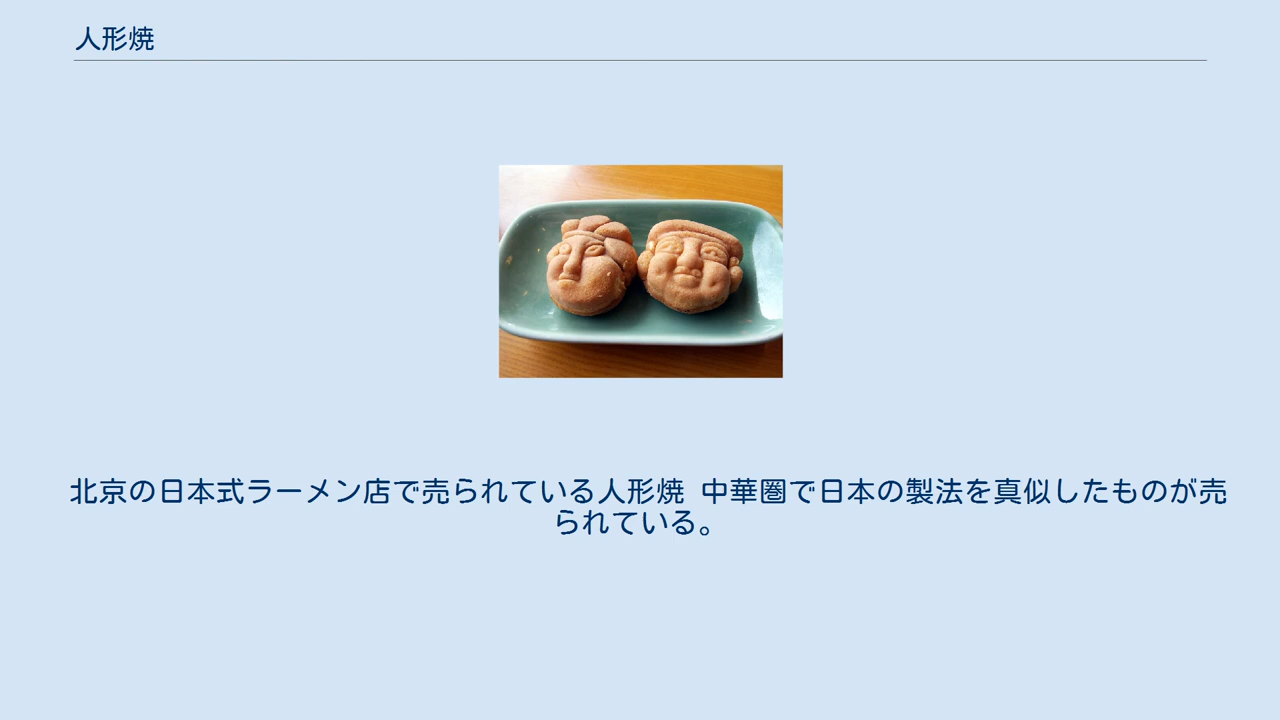 人形焼
北京の日本式ラーメン店で売られている人形焼 中華圏で日本の製法を真似したものが売
られている。